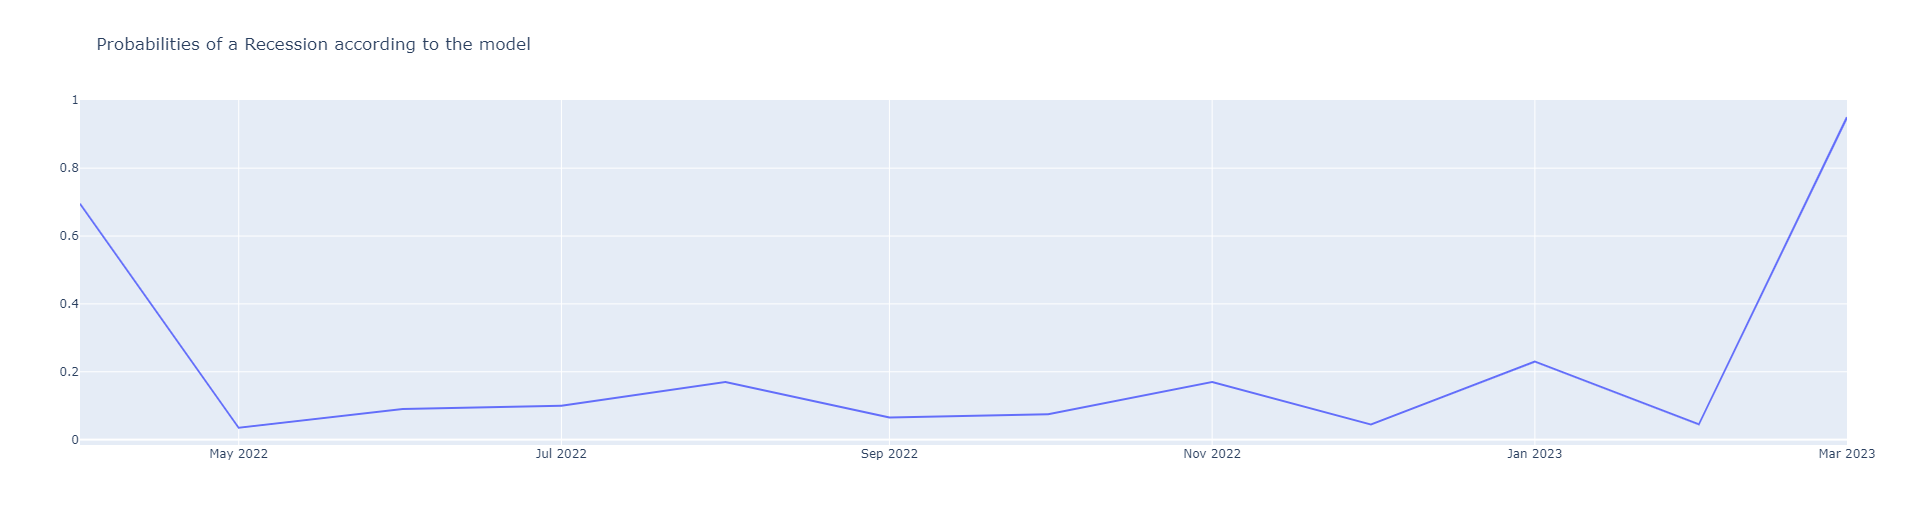 Probabilities of a Recession according to the model
1
0.8
0.6
0.4
0.2
0
May 2022
Jul 2022
Sep 2022
Nov 2022
Jan 2023
Mar 2023